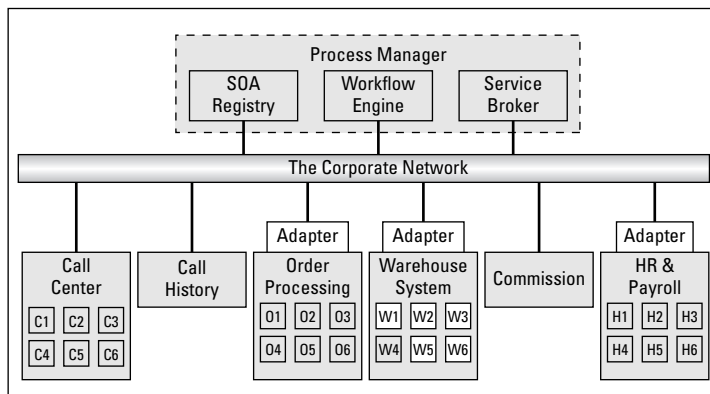 Process Manager
SOA
Registry
Workflow
Engine
Service
Broker
The Corporate Network
Adapter
Adapter
Adapter
Call
Center
Call
History
Order
Processing
Warehouse
System
Commission
HR &
Payroll
C1 C2 C3
C4 C5 C6
O1 O2 O3
O4 O5 O6
W1 W2 W3
W4 W5 W6
H1 H2 H3
H4 H5 H6